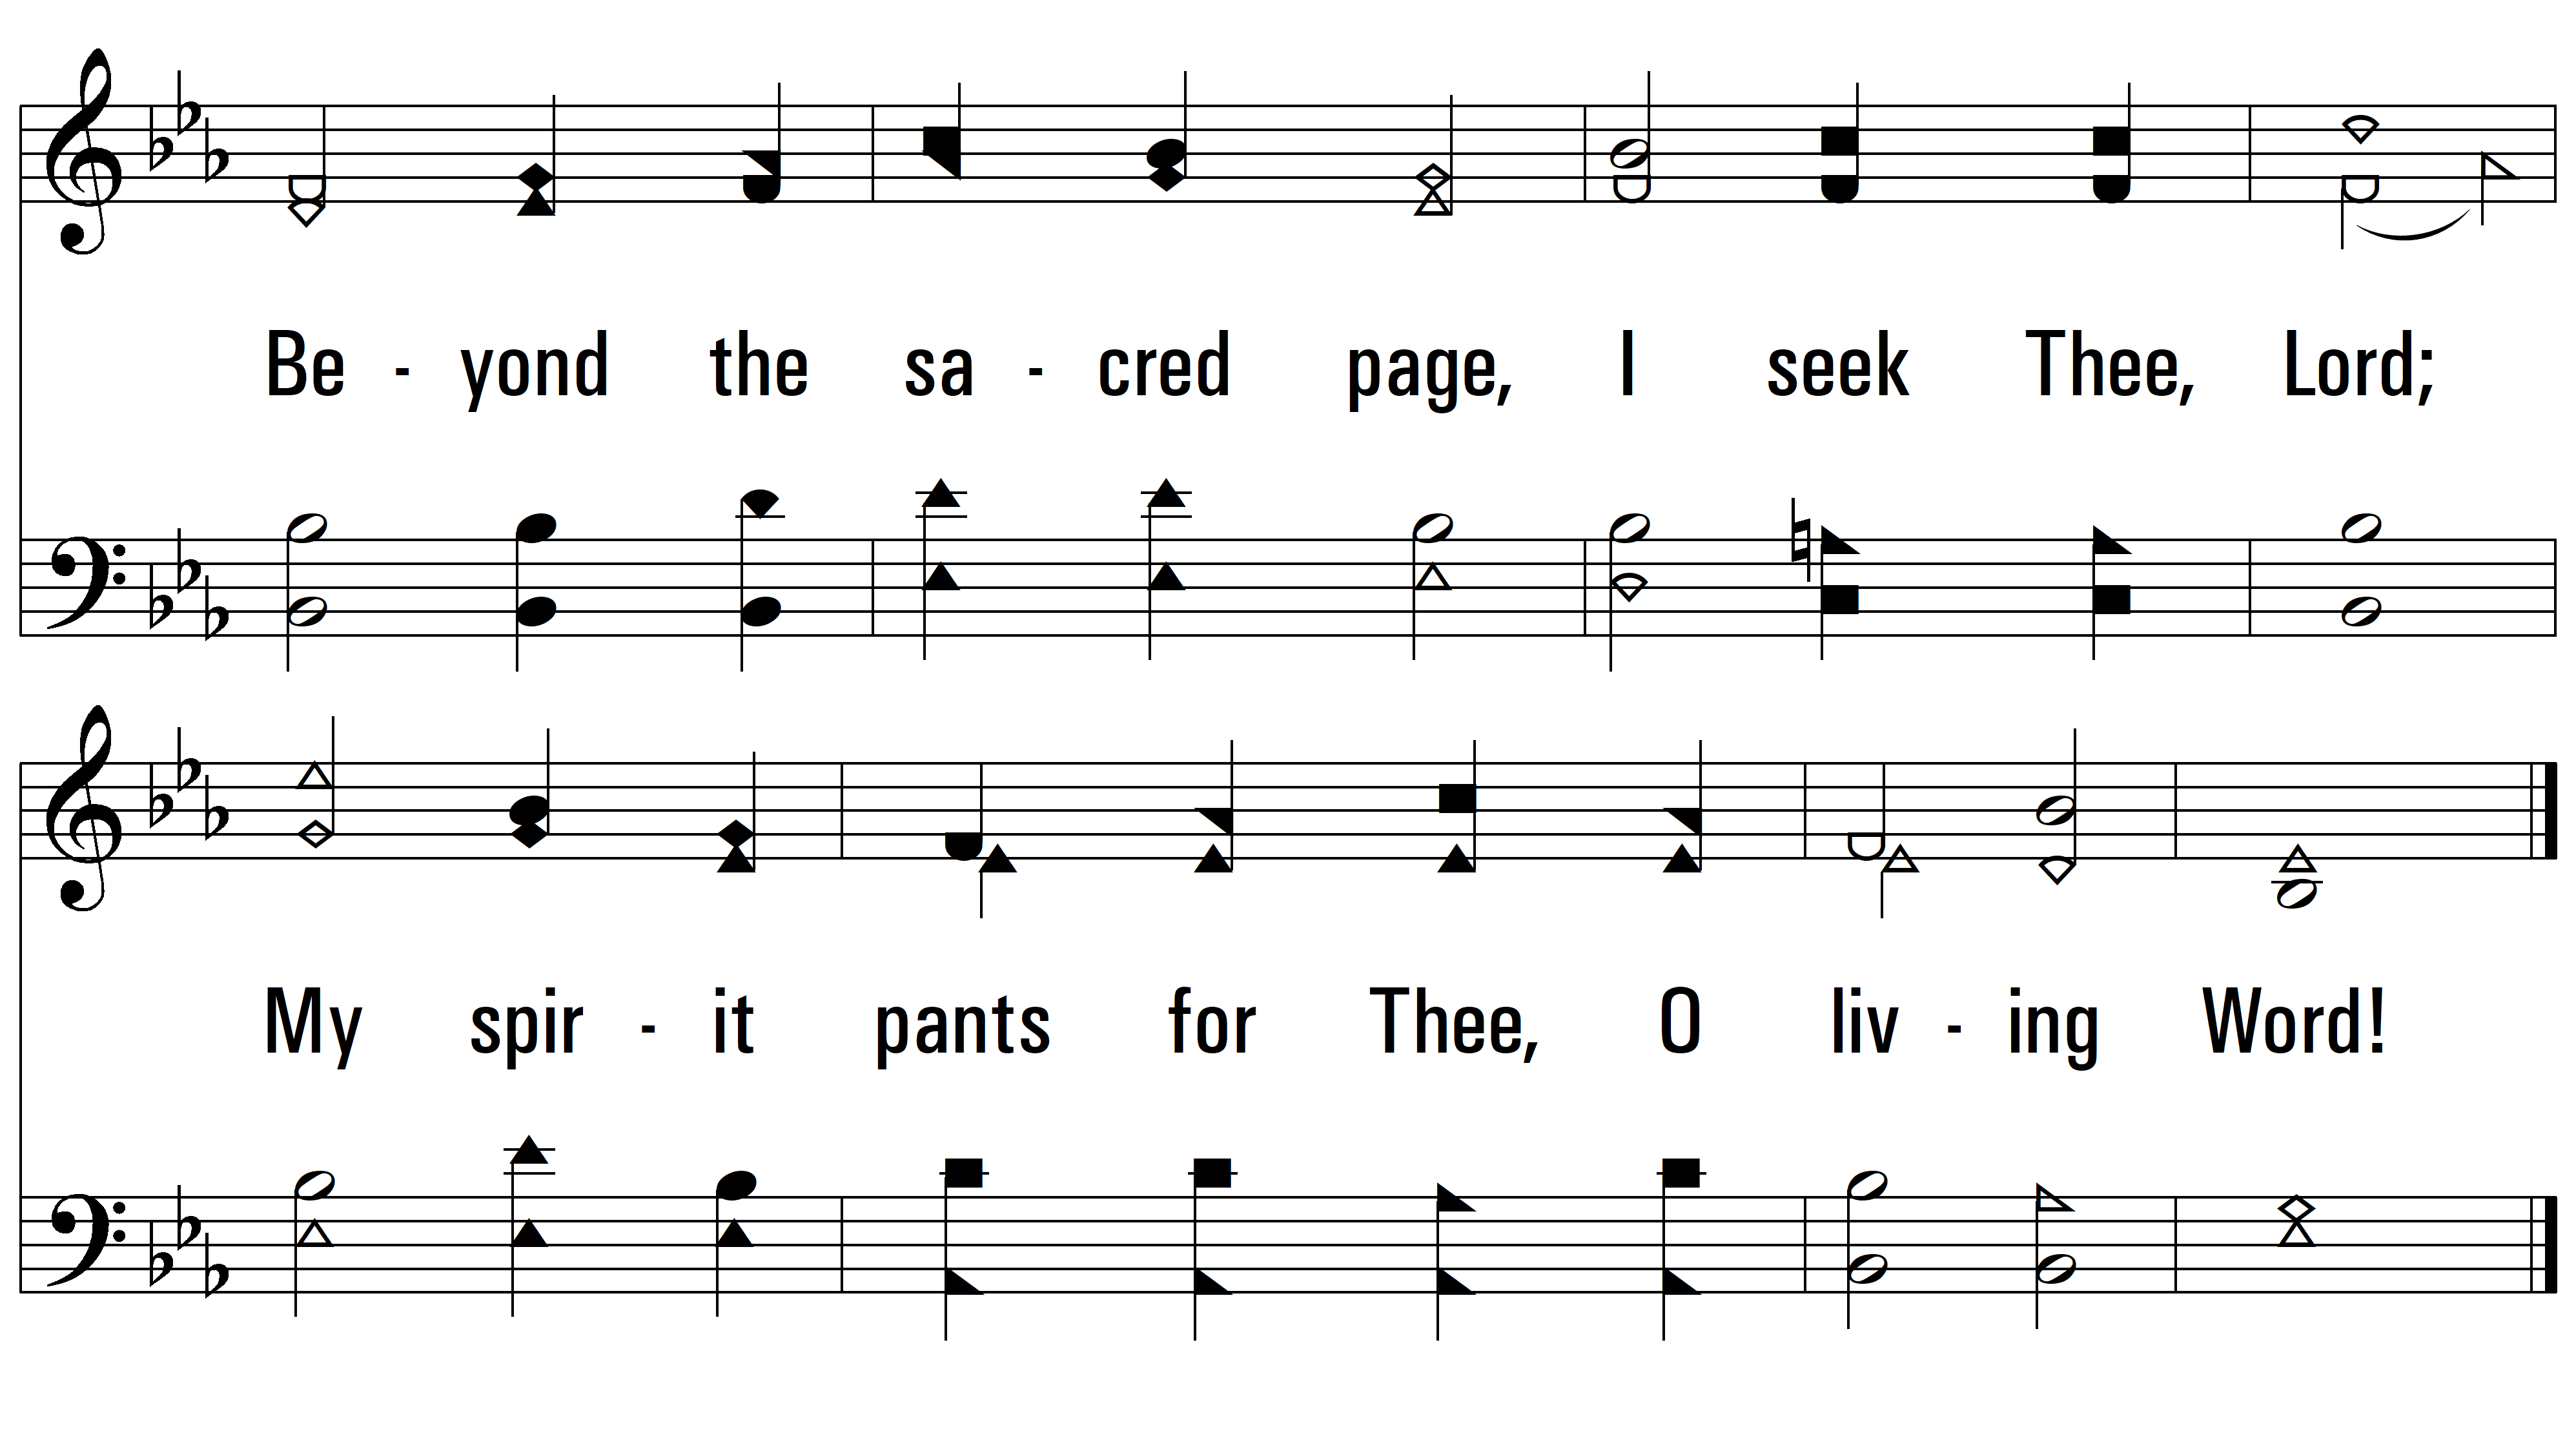 Be - yond the sa - cred page, I seek Thee, Lord;
My spir - it pants for Thee, O liv - ing Word!